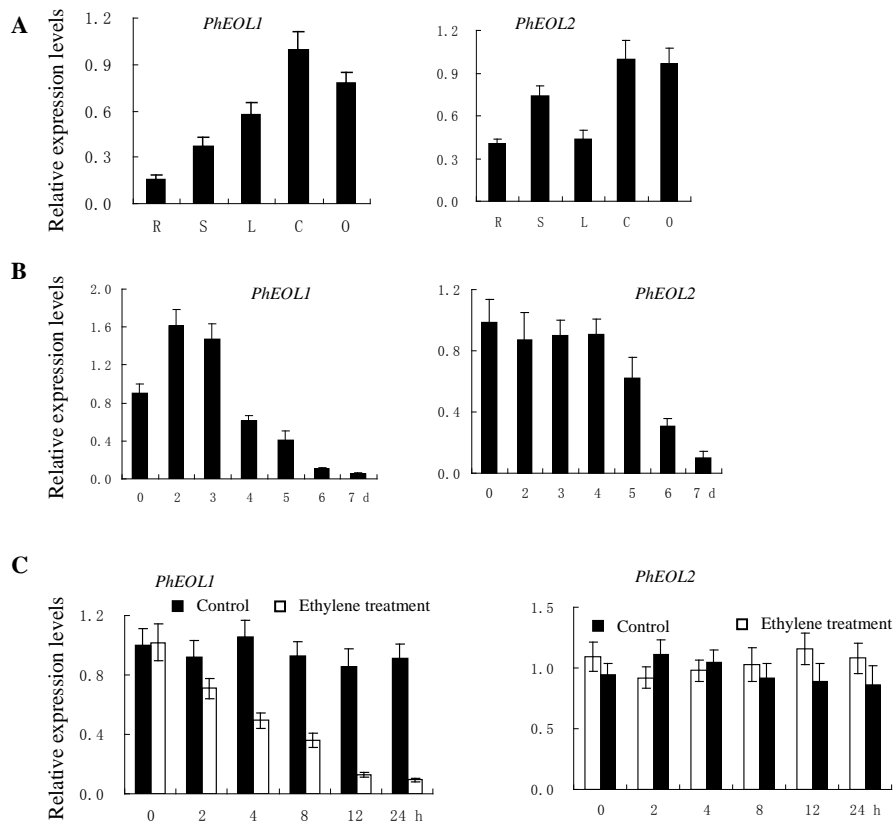 A
PhEOL1
PhEOL2
Relative expression levels
1.2
0.9
0.6
0.3
0.0
R S L C O
1.2
0.9
0.6
0.3
0.0
R S L C O
B
PhEOL1
PhEOL2
Relative expression levels
2.0
1.6
1.2
0.8
0.4
0.0
0 2 3 4 5 6 7 d
1.2
0.8
0.4
0.0
0 2 3 4 5 6 7 d
C
PhEOL1
PhEOL2
Control Ethylene treatment
Relative expression levels
1.2
0.8
0.4
0.0
0 2 4 8 12 24 h
Control Ethylene treatment
1.5
1.0
0.5
0.0
0 2 4 8 12 24 h